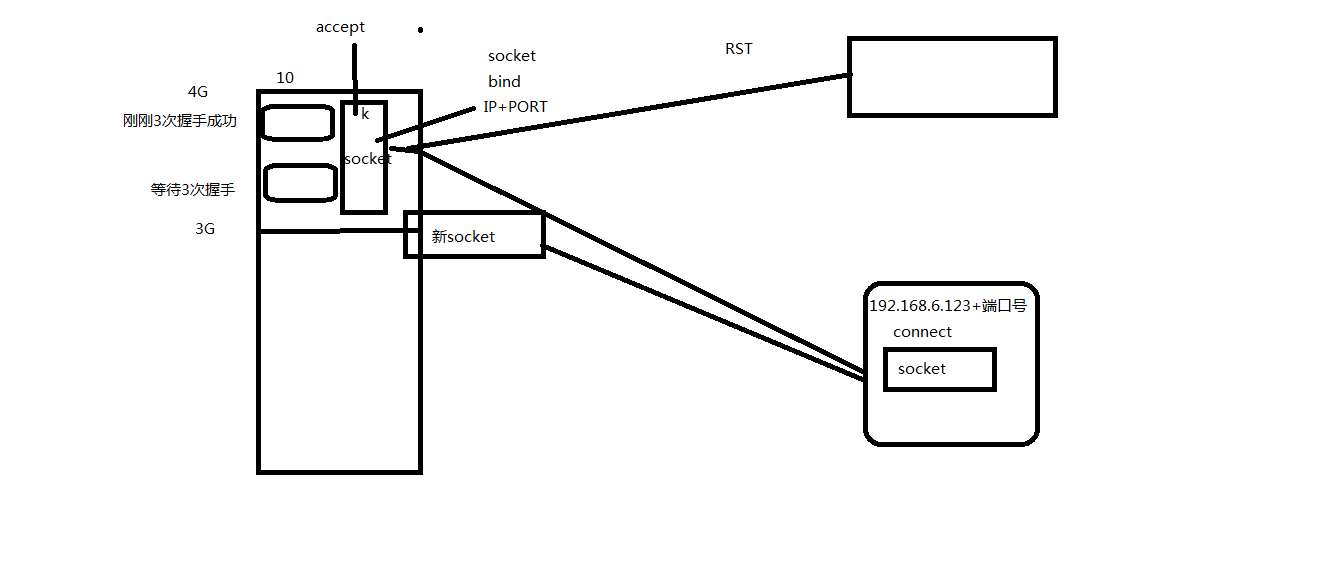 accept
RST
socket
bind
IP+PORT
10
4G
k
刚刚3次握手成功
socket
等待3次握手
3G
新socket
192.168.6.123+端口号
connect
socket